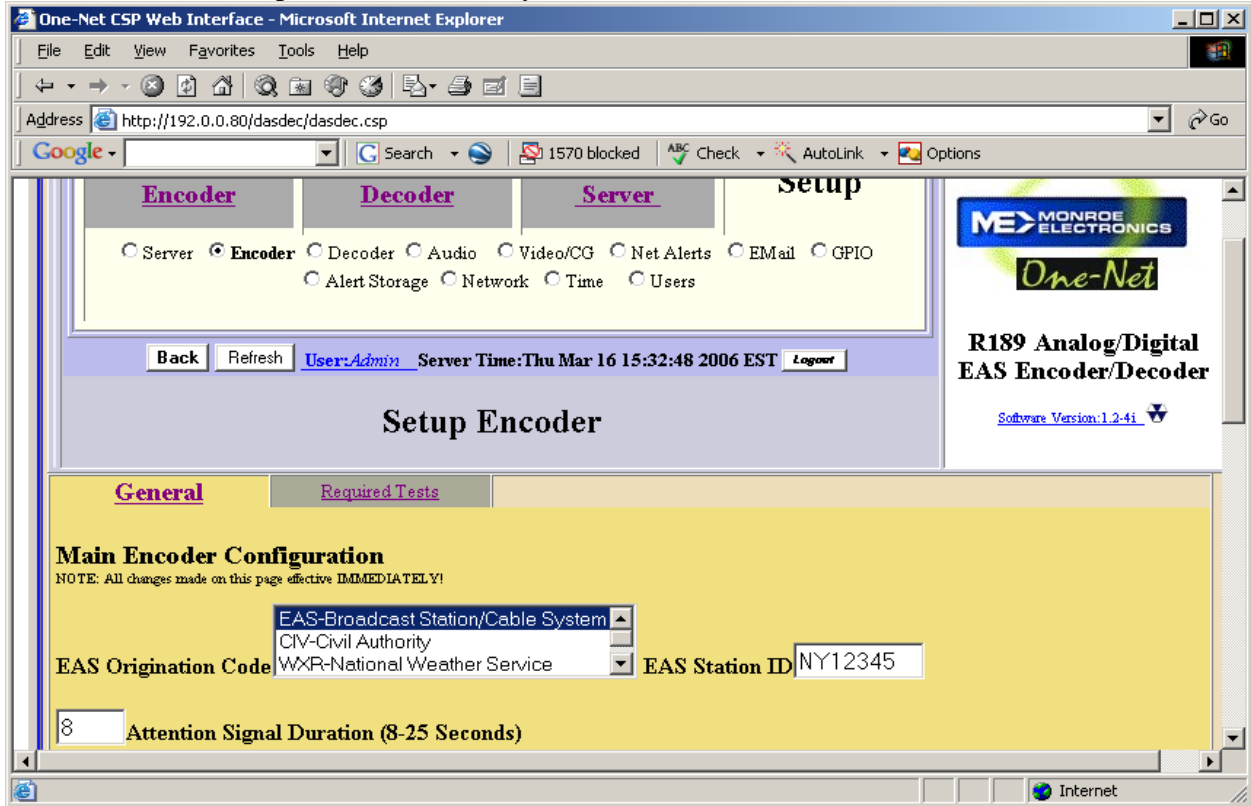 One-Net CSP Web Interface - Microsoft Internet Explorer
File Edit View Favorites Tools Help
Address http://192.0.0.80/dasdec/dasdec.csp Go
Google Search 1570 blocked ABC Check AutoLink Options
Encoder Decoder Server Setup
Server Encoder Decoder Audio Video/CG Net Alerts EMail GPIO
Alert Storage Network Time Users
Back Refresh User:Admin Server Time:Thu Mar 16 15:32:48 2006 EST Logout
Setup Encoder
ME MONROE ELECTRONICS
One-Net
R189 Analog/Digital
EAS Encoder/Decoder
Software Version:1.2-4i
General Required Tests
Main Encoder Configuration
NOTE: All changes made on this page effective IMMEDIATELY!
EAS-Broadcast Station/Cable System
CIV-Civil Authority
EAS Origination Code WXR-National Weather Service EAS Station ID NY12345
8 Attention Signal Duration (8-25 Seconds)
Internet